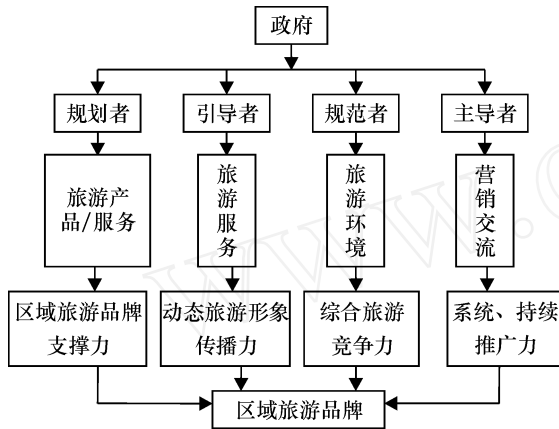 政府
规划者
引导者
规范者
主导者
旅游产
品/服务
旅
游
服
务
旅
游
环
境
营
销
交
流
区域旅游品牌
支撑力
动态旅游形象
传播力
综合旅游
竞争力
系统、持续
推广力
区域旅游品牌
www.c